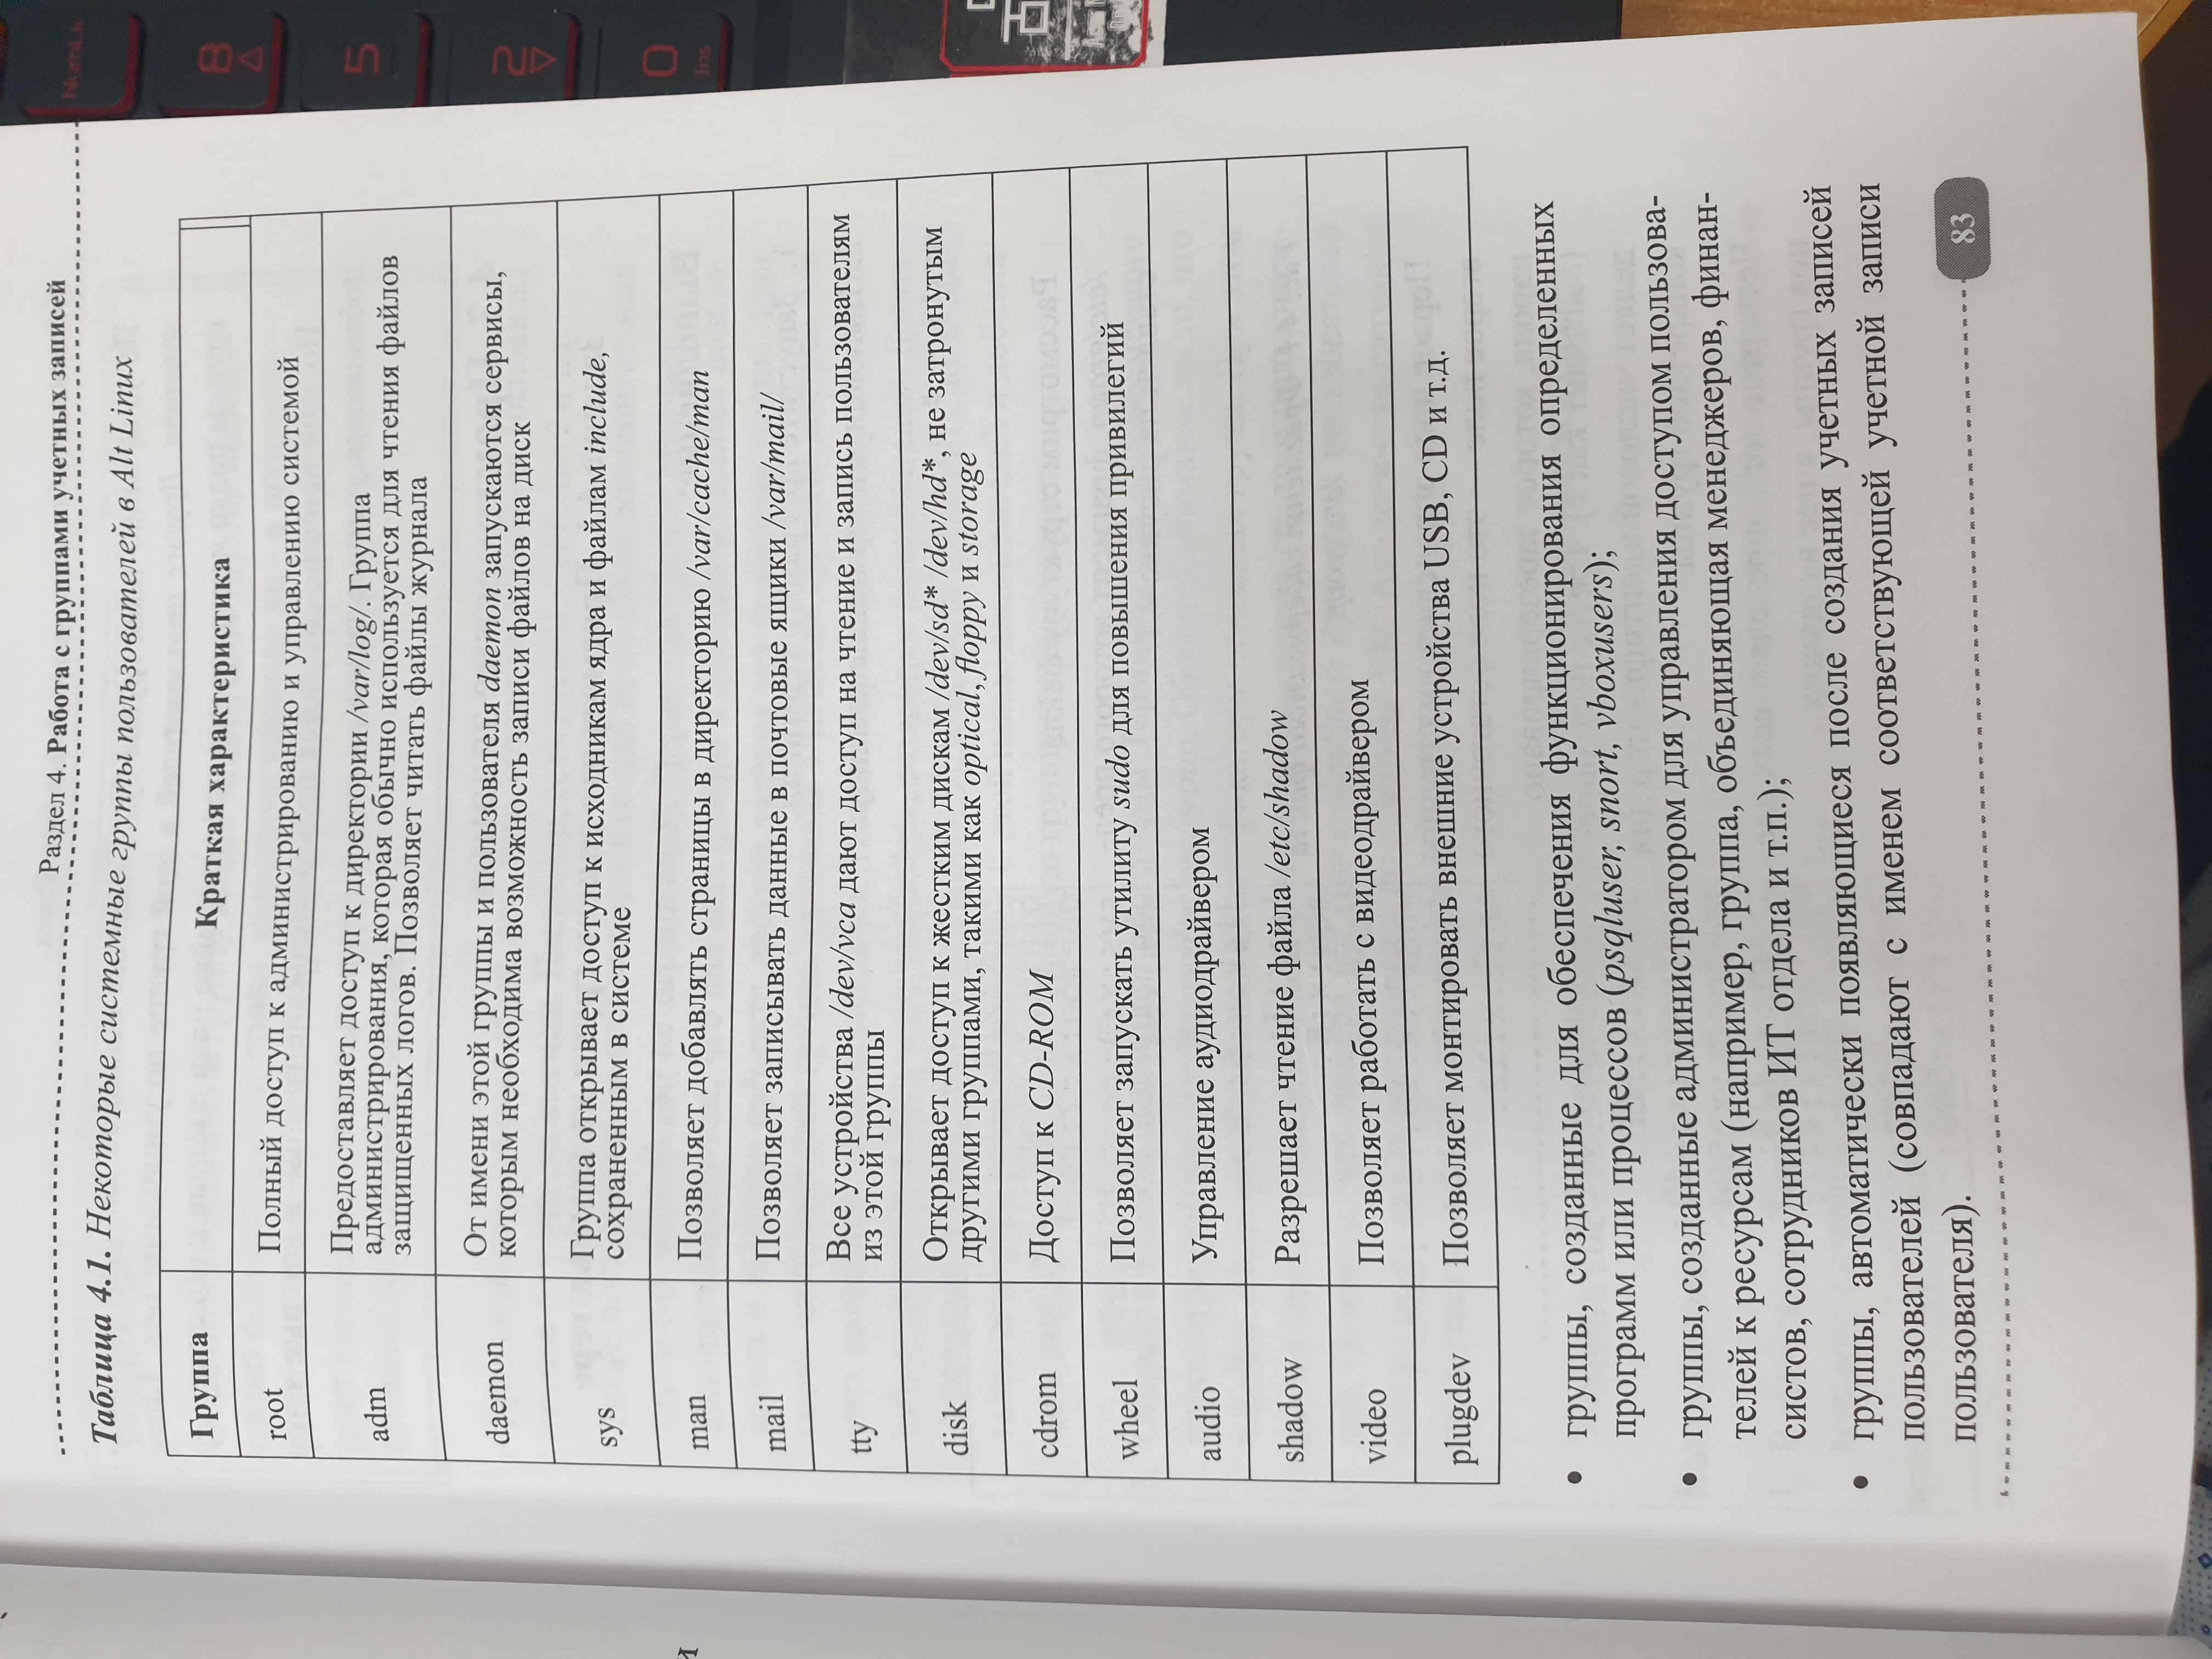 Раздел 4. Работа с группами учетных записей
Таблица 4.1. Некоторые системные группы пользователей в Alt Linux
Группа
Краткая характеристика
root
Полный доступ к администрированию и управлению системой
adm
Предоставляет доступ к директории /var/log/. Группа
администрирования, которая обычно используется для чтения файлов
защищенных логов. Позволяет читать файлы журнала
daemon
От имени этой группы и пользователя daemon запускаются сервисы,
которым необходима возможность записи файлов на диск
sys
Группа открывает доступ к исходникам ядра и файлам include,
сохраненным в системе
man
Позволяет добавлять страницы в директорию /var/cache/man
mail
Позволяет записывать данные в почтовые ящики /var/mail/
tty
Все устройства /dev/vca дают доступ на чтение и запись пользователям
из этой группы
disk
Открывает доступ к жестким дискам /dev/sd* /dev/hd*, не затронутым
другими группами, такими как optical, floppy и storage
cdrom
Доступ к CD-ROM
wheel
Позволяет запускать утилиту sudo для повышения привилегий
audio
Управление аудиодрайвером
shadow
Разрешает чтение файла /etc/shadow
video
Позволяет работать с видеодрайвером
plugdev
Позволяет монтировать внешние устройства USB, CD и т.д.
• группы, созданные для обеспечения функционирования определенных
программ или процессов (psqluser, snort, vboxusers);
• группы, созданные администратором для управления доступом пользова-
телей к ресурсам (например, группа, объединяющая менеджеров, финан-
систов, сотрудников ИТ отдела и т.п.);
• группы, автоматически появляющиеся после создания учетных записей
пользователей (совпадают с именем соответствующей учетной записи
пользователя).
83
и
NumLk
8
5
2
0
Ins